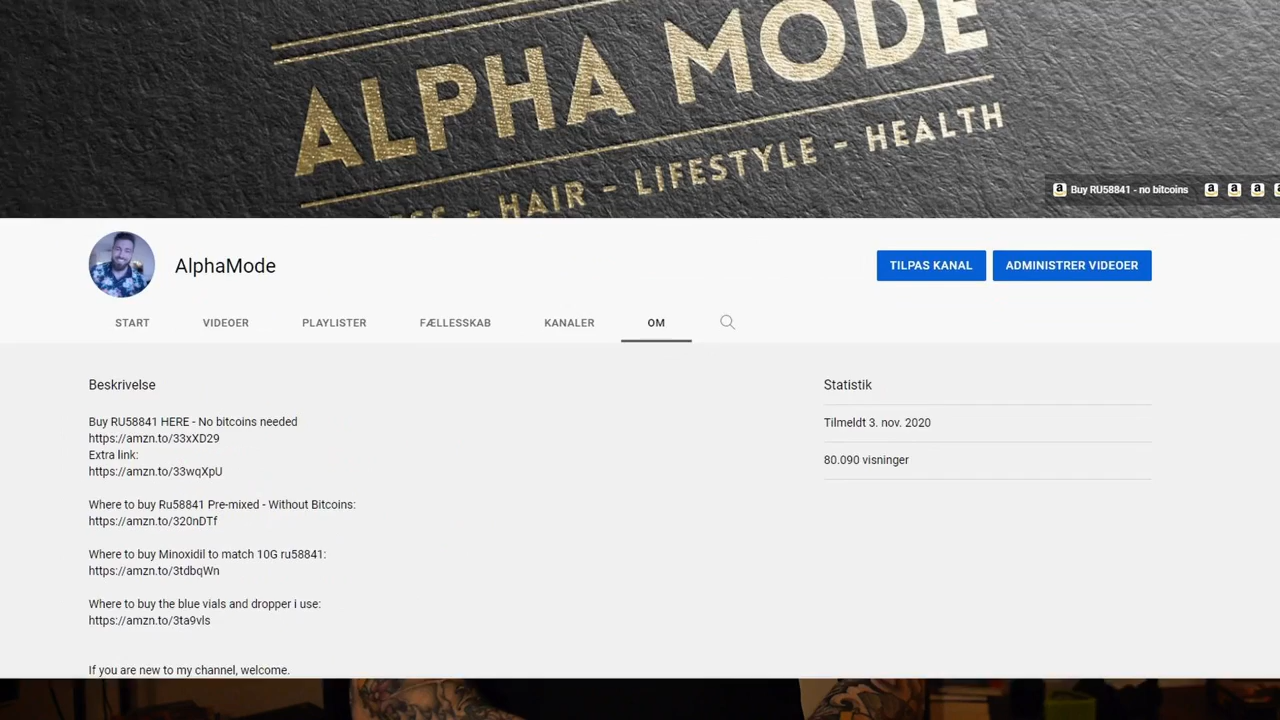 ALPHA MODE
HAIR - LIFESTYLE - HEALTH
Buy RU58841 - no bitcoins
AlphaMode
TILPAS KANAL
ADMINISTRER VIDEOER
START
VIDEOER
PLAYLISTER
FÆLLESSKAB
KANALER
OM
Beskrivelse
Buy RU58841 HERE - No bitcoins needed
https://amzn.to/33xXD29
Extra link:
https://amzn.to/33wqXpU
Where to buy Ru58841 Pre-mixed - Without Bitcoins:
https://amzn.to/320nDTf
Where to buy Minoxidil to match 10G ru58841:
https://amzn.to/3tdbqWn
Where to buy the blue vials and dropper i use:
https://amzn.to/3ta9vls
If you are new to my channel, welcome.
Statistik
Tilmeldt 3. nov. 2020
80.090 visninger